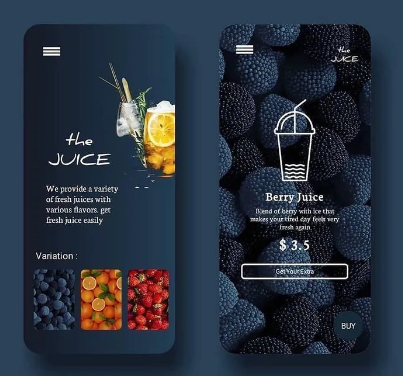 the
JUICE
We provide a variety
of fresh juices with
various flavors. get
fresh juice easily
Variation :
the
JUICE
Berry Juice
Blend of berry with ice that
makes your tired day feels very
fresh again
$ 3.5
Get Your Extra
BUY